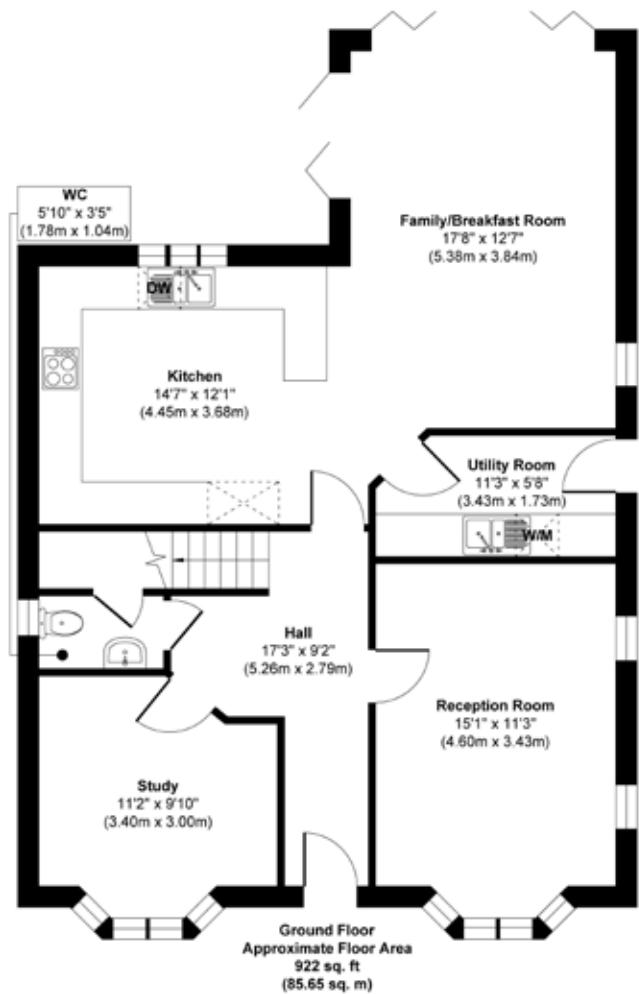 WC
5'10" x 3'5"
(1.78m x 1.04m)
Family/Breakfast Room
17'8" x 12'7"
(5.38m x 3.84m)
DW
Kitchen
14'7" x 12'1"
(4.45m x 3.68m)
Utility Room
11'3" x 5'8"
(3.43m x 1.73m)
W/M
Hall
17'3" x 9'2"
(5.26m x 2.79m)
Reception Room
15'1" x 11'3"
(4.60m x 3.43m)
Study
11'2" x 9'10"
(3.40m x 3.00m)
Ground Floor
Approximate Floor Area
922 sq. ft
(85.65 sq. m)